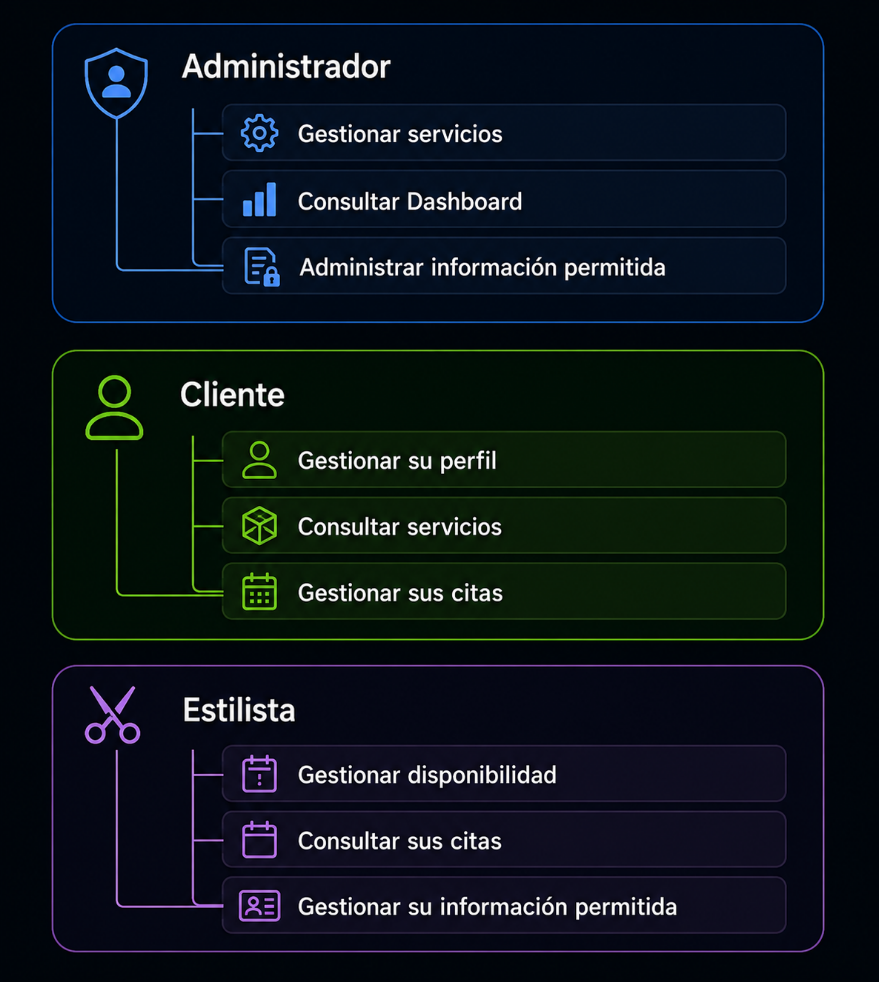 Administrador
Gestionar servicios
Consultar Dashboard
Administrar información permitida
Cliente
Gestionar su perfil
Consultar servicios
Gestionar sus citas
Estilista
Gestionar disponibilidad
Consultar sus citas
Gestionar su información permitida